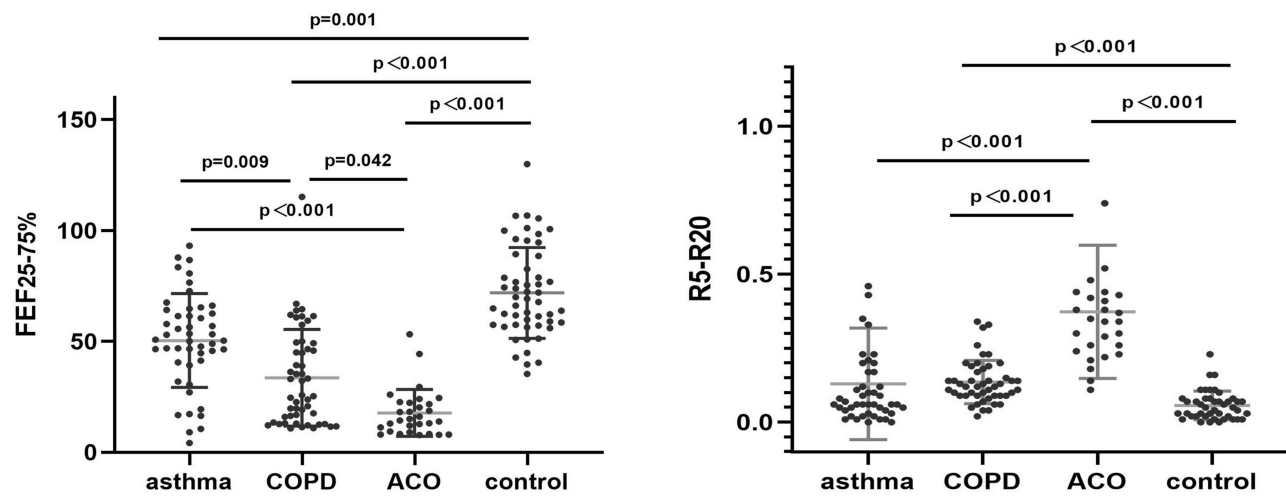 p=0.001
p<0.001
p<0.001
p=0.009
p=0.042
p<0.001
FEF25-75%
150
100
50
0
asthma COPD ACO control
p<0.001
p<0.001
p<0.001
p<0.001
R5-R20
1.0
0.5
0.0
asthma COPD ACO control